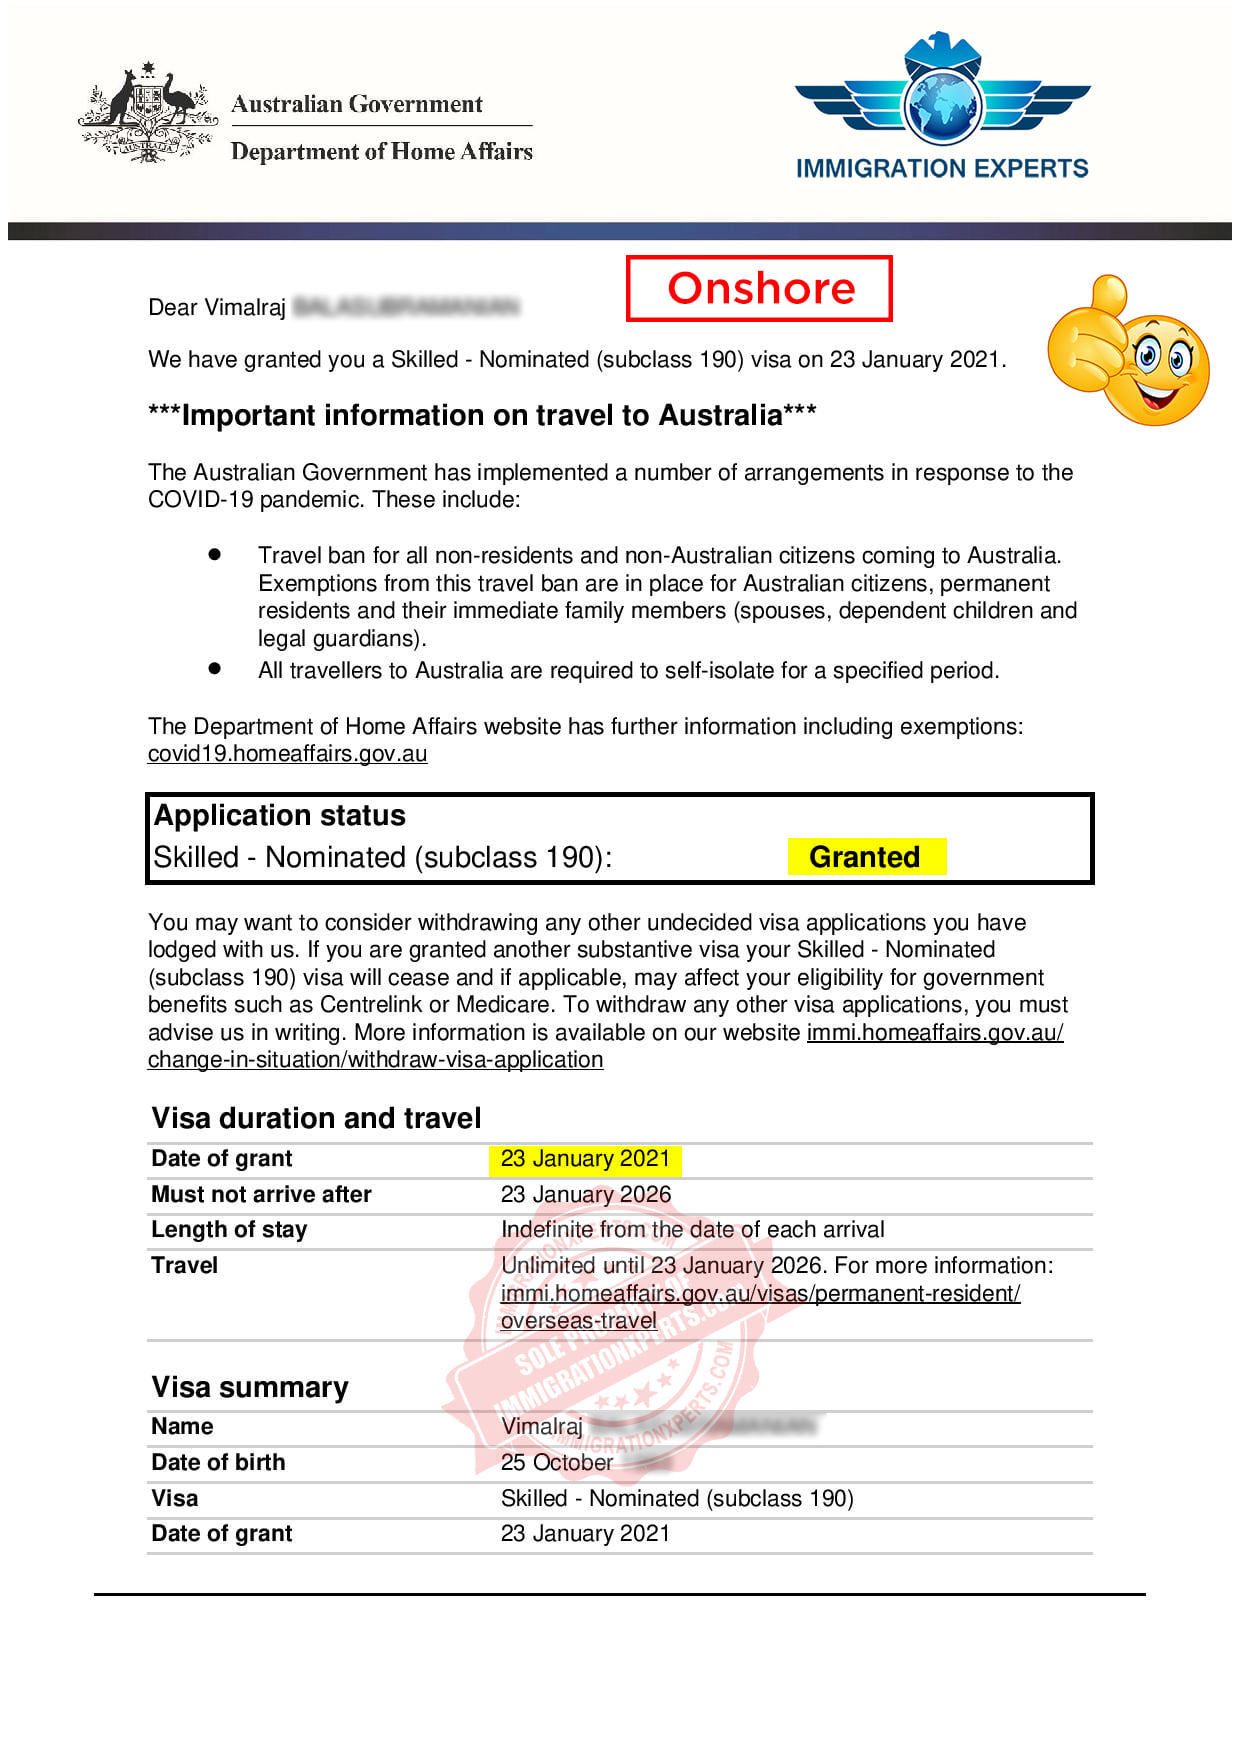 Australian Government
Department of Home Affairs
IMMIGRATION EXPERTS
Onshore
Dear Vimalraj
We have granted you a Skilled - Nominated (subclass 190) visa on 23 January 2021.
***Important information on travel to Australia***
The Australian Government has implemented a number of arrangements in response to the
COVID-19 pandemic. These include:
● Travel ban for all non-residents and non-Australian citizens coming to Australia.
Exemptions from this travel ban are in place for Australian citizens, permanent
residents and their immediate family members (spouses, dependent children and
legal guardians).
● All travellers to Australia are required to self-isolate for a specified period.
The Department of Home Affairs website has further information including exemptions:
covid19.homeaffairs.gov.au
Application status
Skilled - Nominated (subclass 190): Granted
You may want to consider withdrawing any other undecided visa applications you have
lodged with us. If you are granted another substantive visa your Skilled - Nominated
(subclass 190) visa will cease and if applicable, may affect your eligibility for government
benefits such as Centrelink or Medicare. To withdraw any other visa applications, you must
advise us in writing. More information is available on our website immi.homeaffairs.gov.au/
change-in-situation/withdraw-visa-application
Visa duration and travel
Date of grant 23 January 2021
Must not arrive after 23 January 2026
Length of stay Indefinite from the date of each arrival
Travel Unlimited until 23 January 2026. For more information:
immi.homeaffairs.gov.au/visas/permanent-resident/
overseas-travel
IMMIGRATIONXPERTS.COM
SOLE PROPERTY OF
IMMIGRATIONXPERTS.COM
IMMIGRATIONXPERTS.COM
Visa summary
Name Vimalraj
Date of birth 25 October
Visa Skilled - Nominated (subclass 190)
Date of grant 23 January 2021